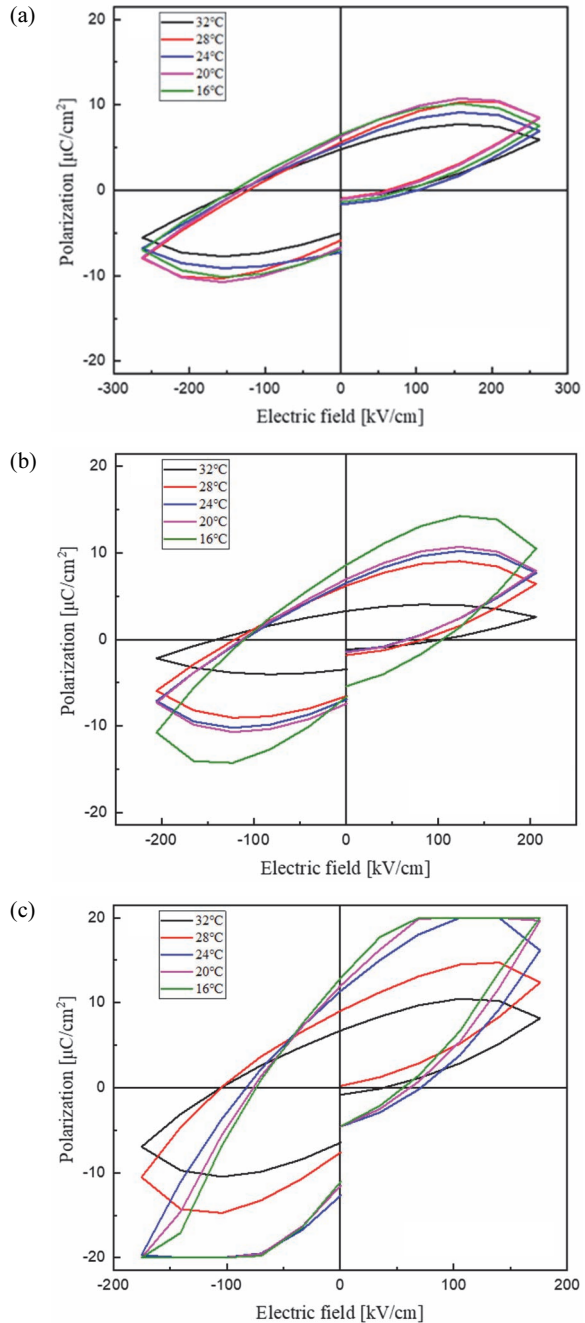 (a)
32℃
28℃
24℃
20℃
16℃
20
10
0
-10
-20
Polarization [μC/cm²]
-300 -200 -100 0 100 200 300
Electric field [kV/cm]
(b)
32℃
28℃
24℃
20℃
16℃
20
10
0
-10
-20
Polarization [μC/cm²]
-200 -100 0 100 200
Electric field [kV/cm]
(c)
32℃
28℃
24℃
20℃
16℃
20
10
0
-10
-20
Polarization [μC/cm²]
-200 -100 0 100 200
Electric field [kV/cm]